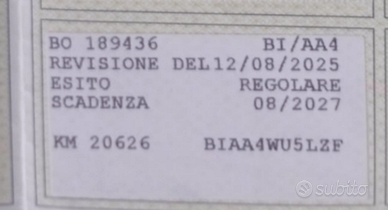 BO 189436 BI/AA4
REVISIONE DEL12/08/2025
ESITO REGOLARE
SCADENZA 08/2027
KM 20626 BIAA4WU5LZF
subito